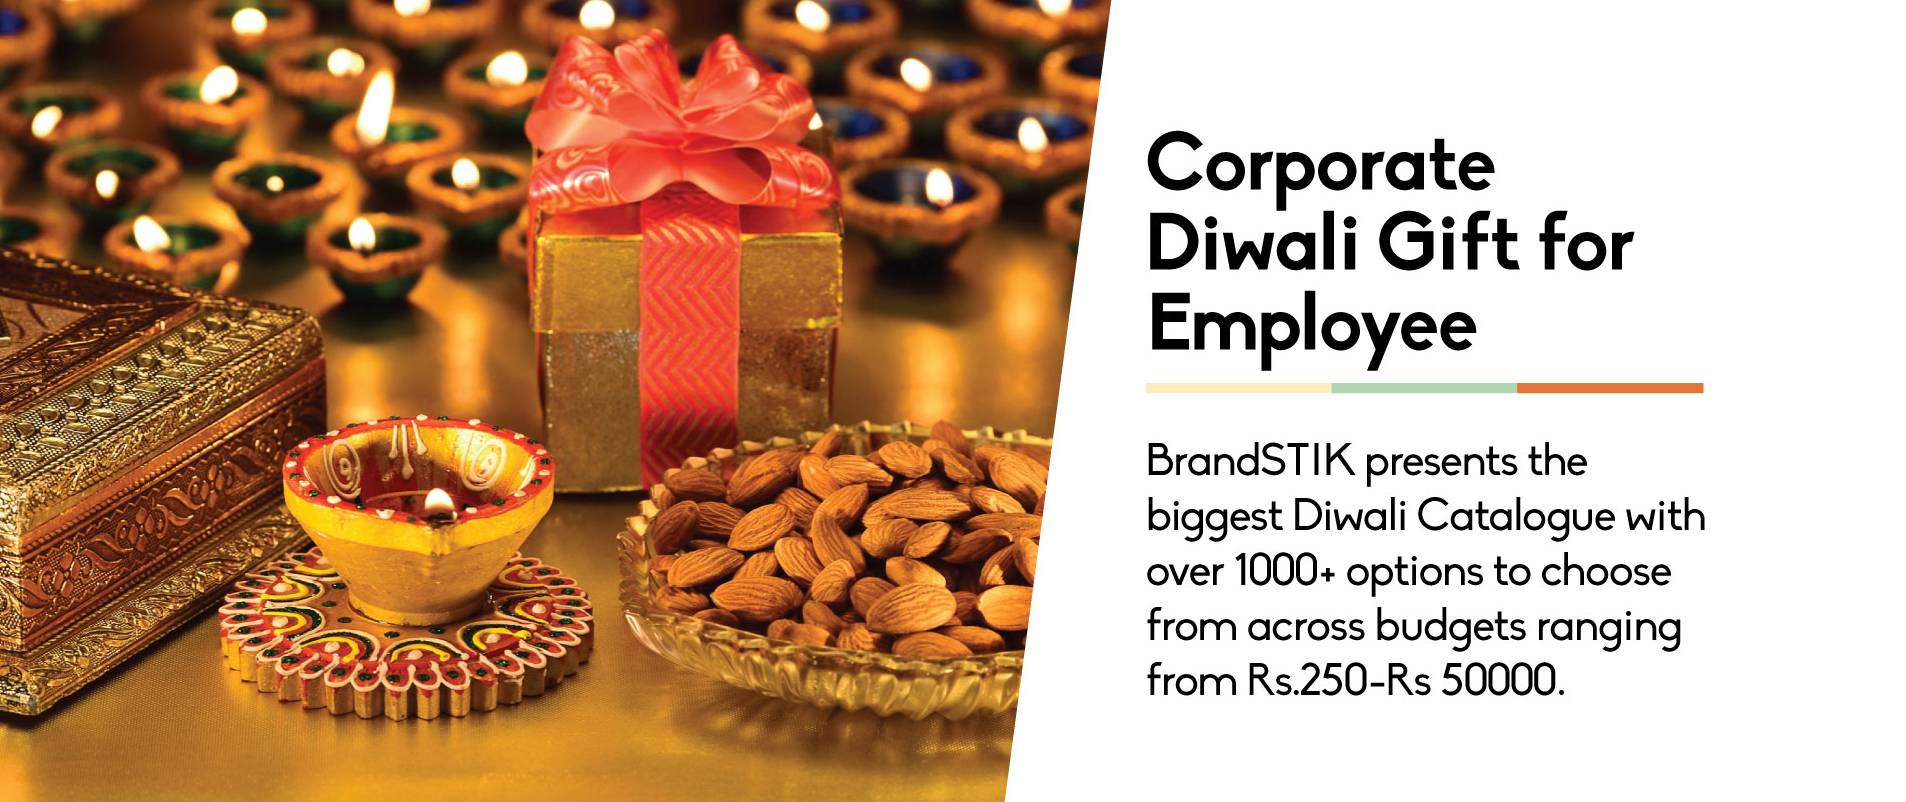 Corporate
Diwali Gift for
Employee
BrandSTIK presents the
biggest Diwali Catalogue with
over 1000+ options to choose
from across budgets ranging
from Rs.250-Rs 50000.